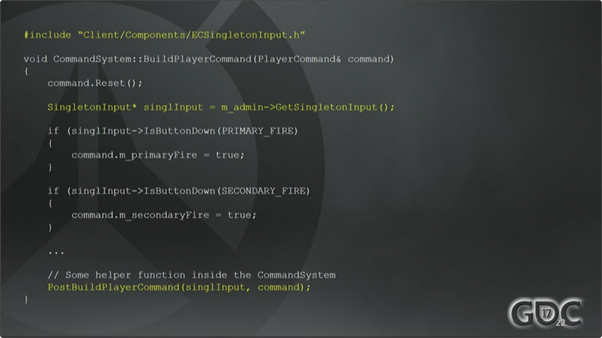 #include "Client/Components/ECSingletonInput.h"
void CommandSystem::BuildPlayerCommand(PlayerCommand& command)
{
command.Reset();
SingletonInput* singlInput = m_admin->GetSingletonInput();
if (singlInput->IsButtonDown(PRIMARY_FIRE)
{
command.m_primaryFire = true;
}
if (singlInput->IsButtonDown(SECONDARY_FIRE)
{
command.m_secondaryFire = true;
}
...
// Some helper function inside the CommandSystem
PostBuildPlayerCommand(singlInput, command);
}
GDC
17
22